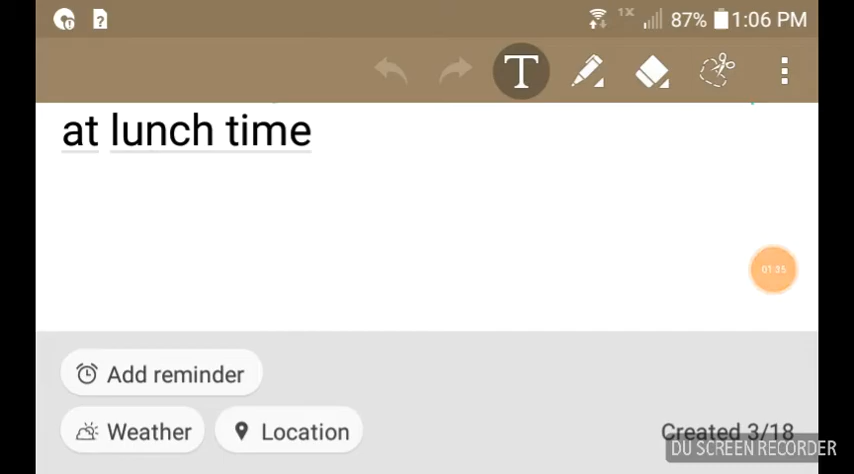 1X 87% 1:06 PM
T
at lunch time
01:35
Add reminder
Weather Location Created 3/18
DU SCREEN RECORDER